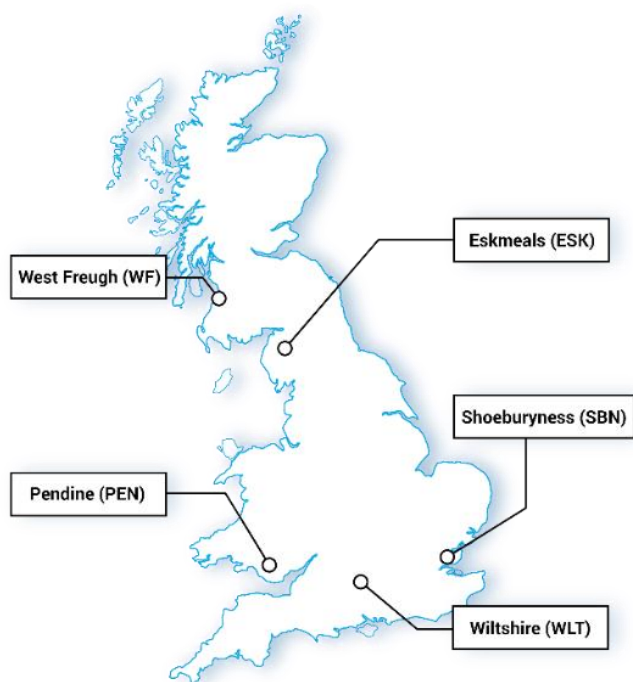 Eskmeals (ESK)
West Freugh (WF)
Shoeburyness (SBN)
Pendine (PEN)
Wiltshire (WLT)